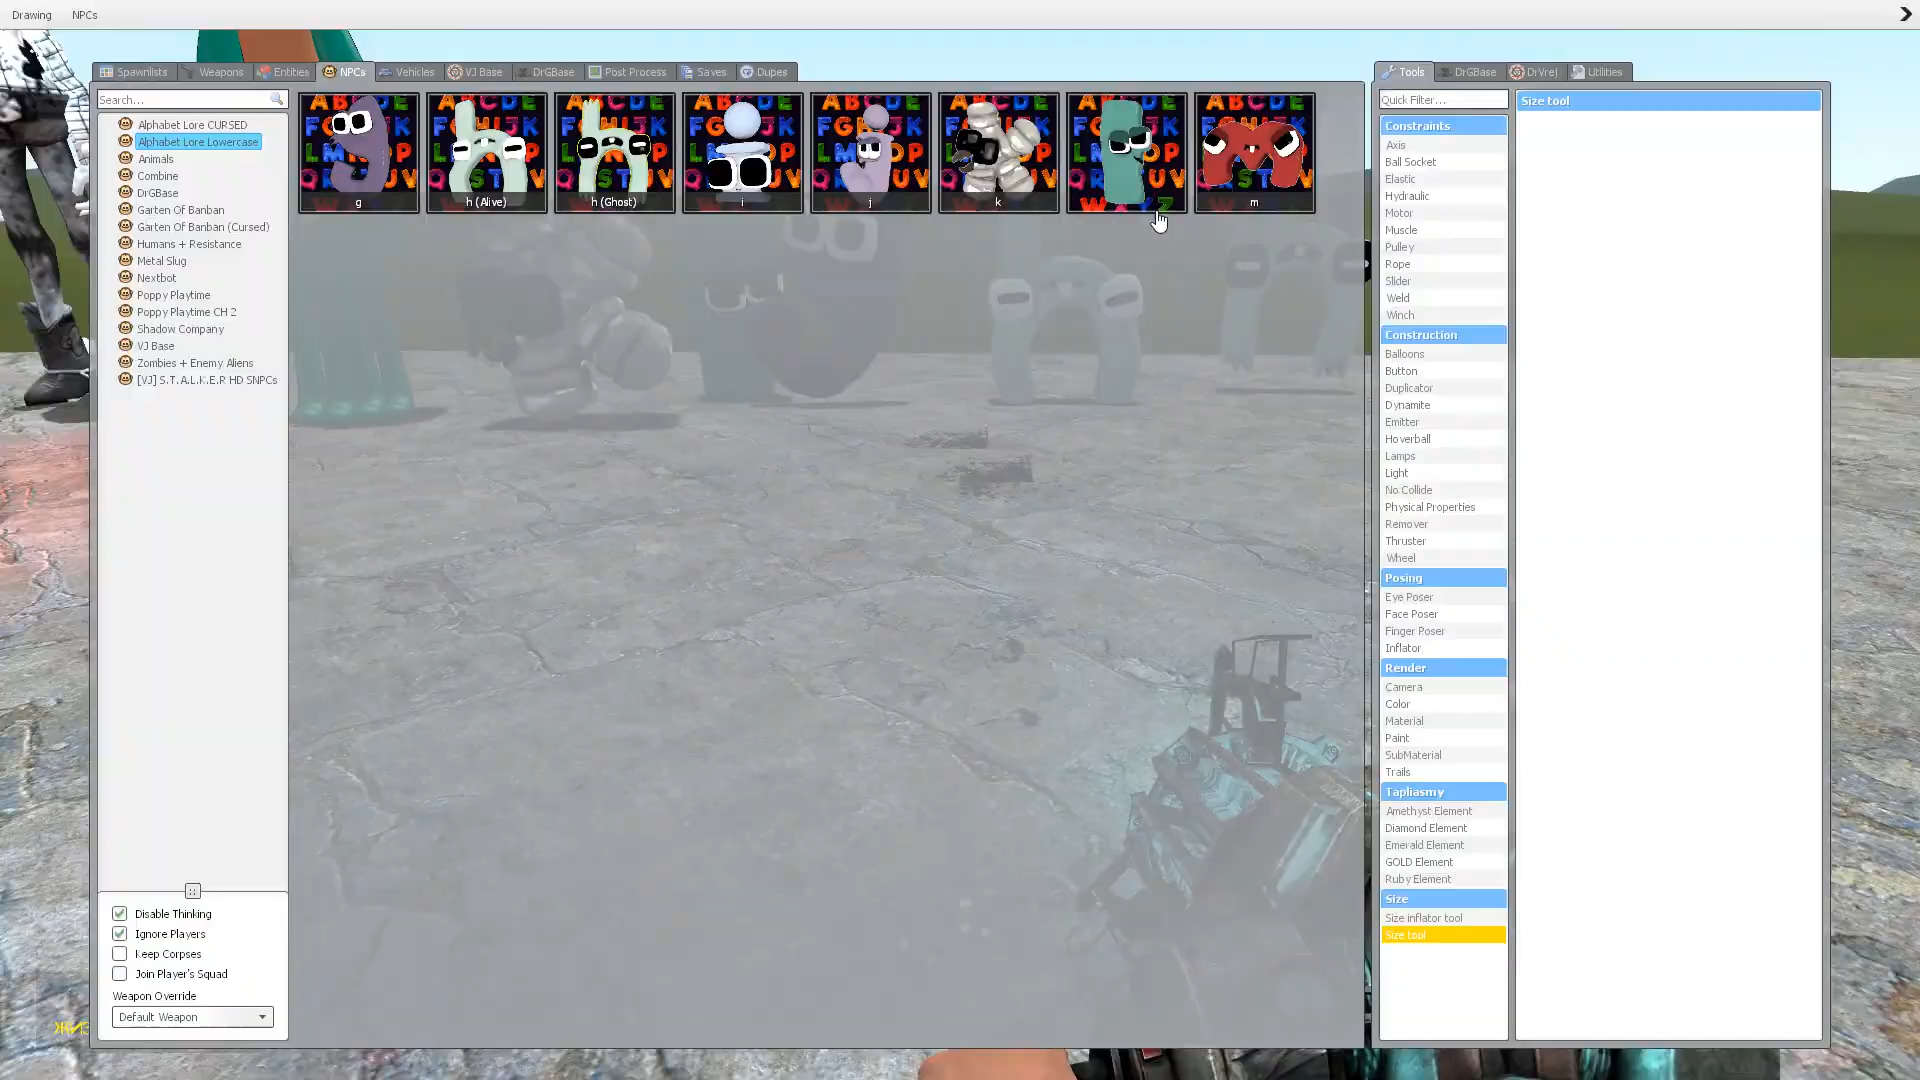 Drawing NPCs
Spawnlists Weapons Entities NPCs Vehicles VJ Base DrGBase Post Process Saves Dupes
Search...
Alphabet Lore CURSED
Alphabet Lore Lowercase
Animals
Combine
DrGBase
Garten Of Banban
Garten Of Banban (Cursed)
Humans + Resistance
Metal Slug
Nextbot
Poppy Playtime
Poppy Playtime CH 2
Shadow Company
VJ Base
Zombies + Enemy Aliens
[VJ] S.T.A.L.K.E.R HD SNPCs
g h (Alive) h (Ghost) i j k m
Disable Thinking
Ignore Players
Keep Corpses
Join Player's Squad
Weapon Override
Default Weapon
Tools DrGBase DrVrej Utilities
Quick Filter...
Constraints
Axis
Ball Socket
Elastic
Hydraulic
Motor
Muscle
Pulley
Rope
Slider
Weld
Winch
Construction
Balloons
Button
Duplicator
Dynamite
Emitter
Hoverball
Lamps
Light
No Collide
Physical Properties
Remover
Thruster
Wheel
Posing
Eye Poser
Face Poser
Finger Poser
Inflator
Render
Camera
Color
Material
Paint
SubMaterial
Trails
Tapliasmy
Amethyst Element
Diamond Element
Emerald Element
GOLD Element
Ruby Element
Size
Size inflator tool
Size tool
Size tool